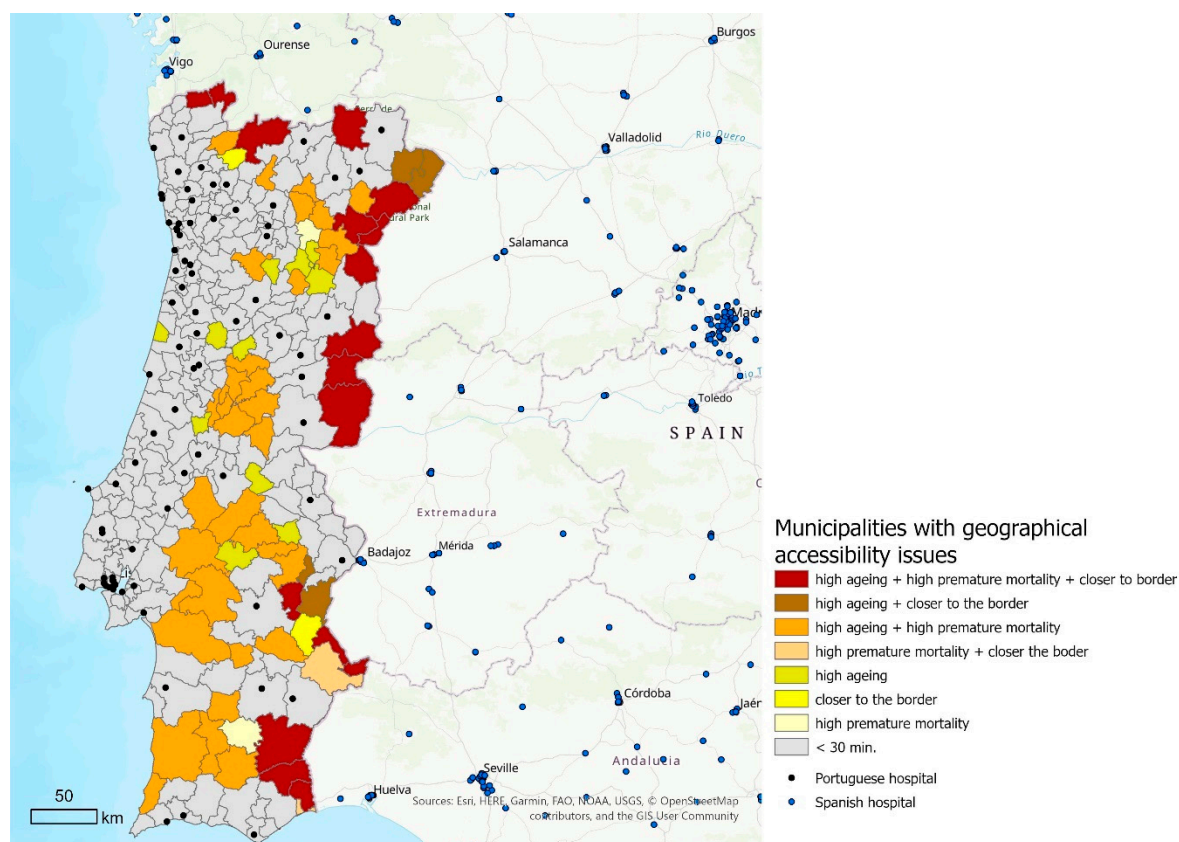 Burgos
Ourense
Vigo
Valladolid
Rio Duero
Salamanca
Toledo
SPAIN
Extremadura
Badajoz
Mérida
Córdoba
Jaén
Seville
Andalucia
Huelva
Sources: Esri, HERE, Garmin, FAO, NOAA, USGS, © OpenStreetMap
contributors, and the GIS User Community
50
km
Municipalities with geographical
accessibility issues
high ageing + high premature mortality + closer to border
high ageing + closer to the border
high ageing + high premature mortality
high premature mortality + closer the boder
high ageing
closer to the border
high premature mortality
< 30 min.
Portuguese hospital
Spanish hospital